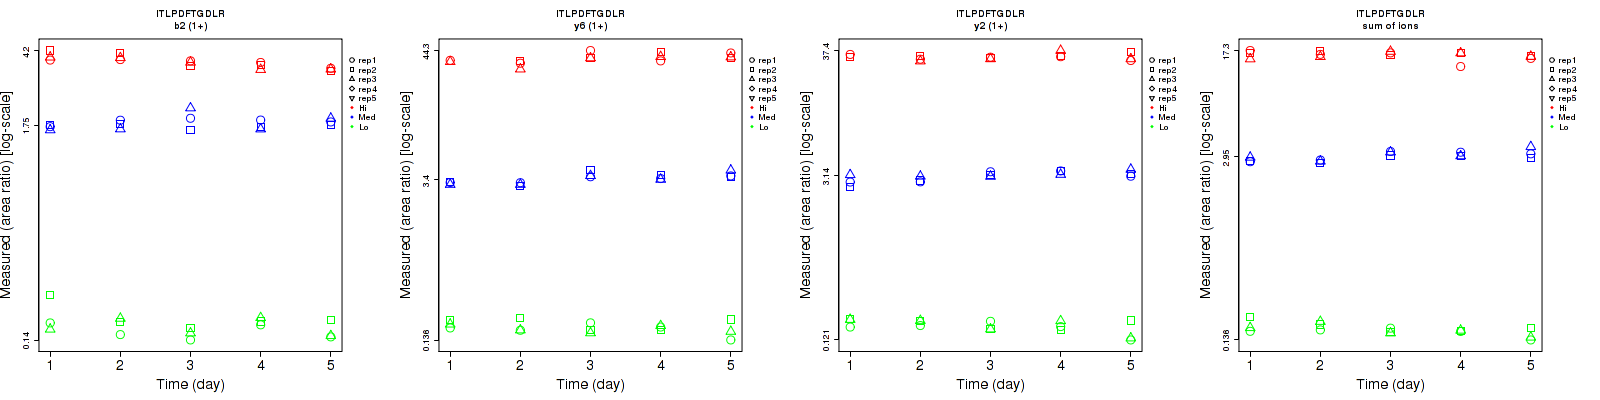 ITLPDFTGDLR
b2 (1+)
Measured (area ratio) [log-scale]
4.2
1.75
0.14
1 2 3 4 5
Time (day)
rep1
rep2
rep3
rep4
rep5
Hi
Med
Lo
ITLPDFTGDLR
y6 (1+)
Measured (area ratio) [log-scale]
44.3
3.4
0.136
1 2 3 4 5
Time (day)
rep1
rep2
rep3
rep4
rep5
Hi
Med
Lo
ITLPDFTGDLR
y2 (1+)
Measured (area ratio) [log-scale]
37.4
3.14
0.121
1 2 3 4 5
Time (day)
rep1
rep2
rep3
rep4
rep5
Hi
Med
Lo
ITLPDFTGDLR
sum of ions
Measured (area ratio) [log-scale]
17.3
2.95
0.136
1 2 3 4 5
Time (day)
rep1
rep2
rep3
rep4
rep5
Hi
Med
Lo